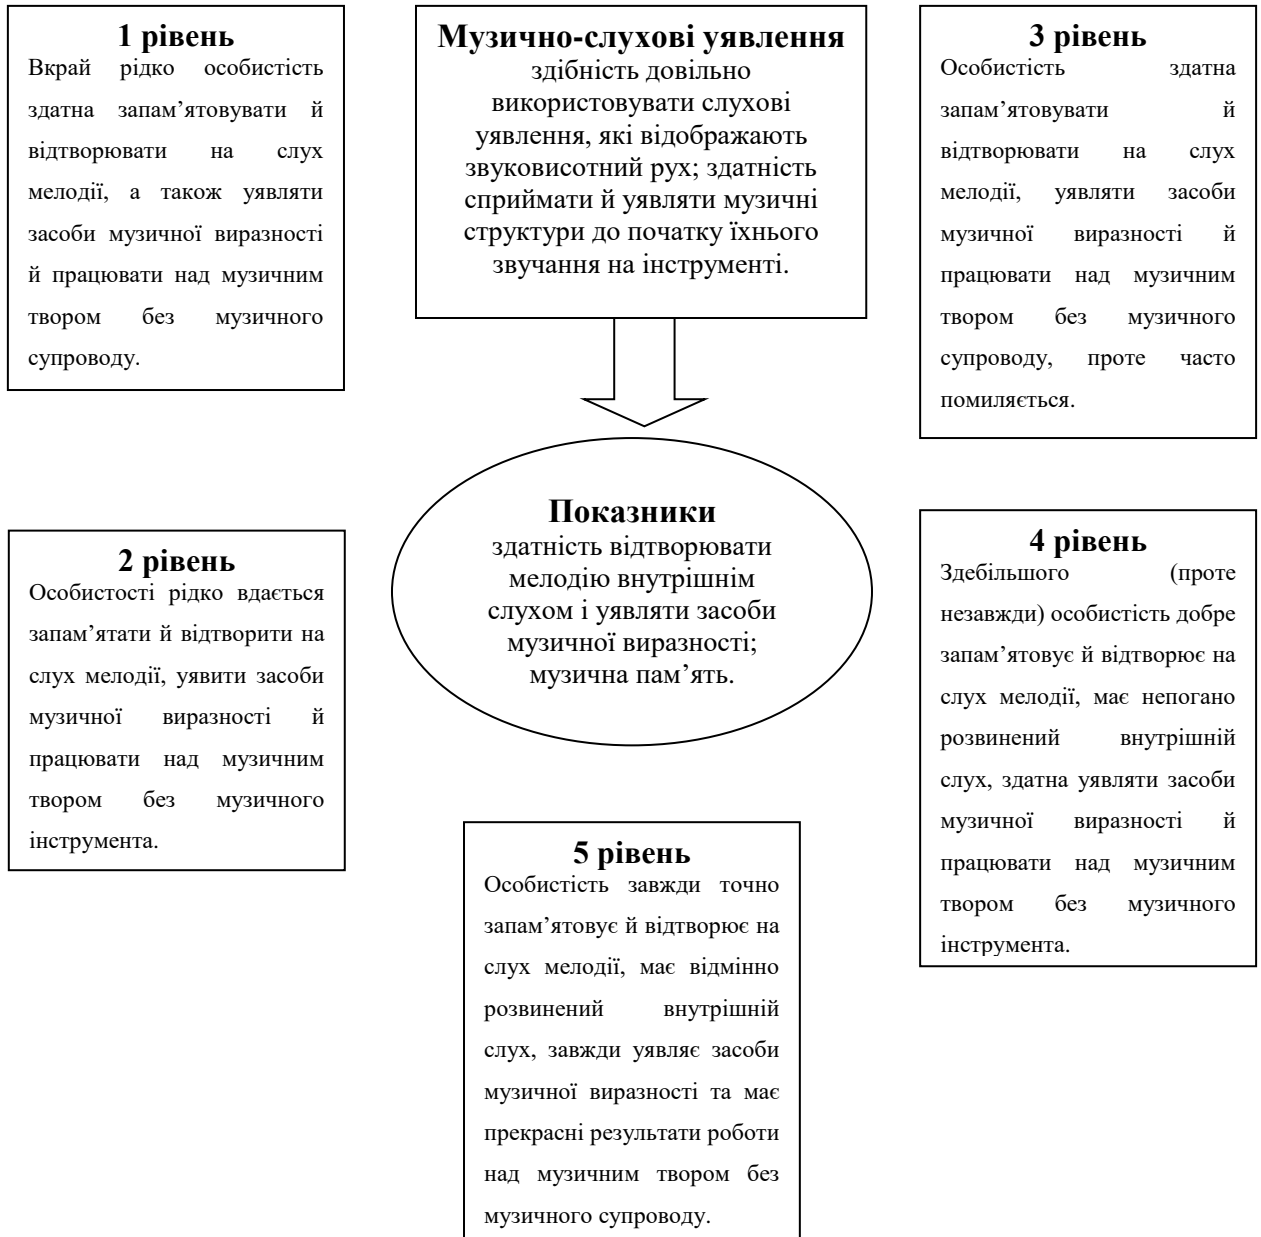 1 рівень
Вкрай рідко особистість
здатна запам’ятовувати й
відтворювати на слух
мелодії, а також уявляти
засоби музичної виразності
й працювати над музичним
твором без музичного
супроводу.
Музично-слухові уявлення
здібність довільно
використовувати слухові
уявлення, які відображають
звуковисотний рух; здатність
сприймати й уявляти музичні
структури до початку їхнього
звучання на інструменті.
3 рівень
Особистість здатна
запам’ятовувати й
відтворювати на слух
мелодії, уявляти засоби
музичної виразності й
працювати над музичним
твором без музичного
супроводу, проте часто
помиляється.
2 рівень
Особистості рідко вдається
запам’ятати й відтворити на
слух мелодії, уявити засоби
музичної виразності й
працювати над музичним
твором без музичного
інструмента.
Показники
здатність відтворювати
мелодію внутрішнім
слухом і уявляти засоби
музичної виразності;
музична пам’ять.
4 рівень
Здебільшого (проте
незавжди) особистість добре
запам’ятовує й відтворює на
слух мелодії, має непогано
розвинений внутрішній
слух, здатна уявляти засоби
музичної виразності й
працювати над музичним
твором без музичного
інструмента.
5 рівень
Особистість завжди точно
запам’ятовує й відтворює на
слух мелодії, має відмінно
розвинений внутрішній
слух, завжди уявляє засоби
музичної виразності та має
прекрасні результати роботи
над музичним твором без
музичного супроводу.